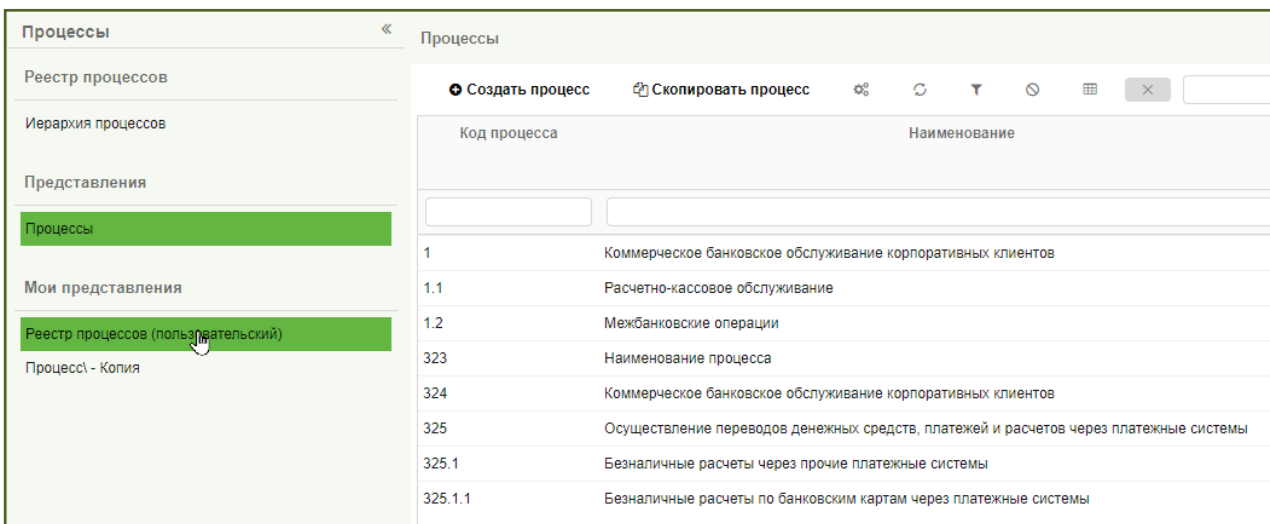 Процессы
Реестр процессов
Иерархия процессов
Представления
Процессы
Мои представления
Реестр процессов (пользовательский)
Процесс\ - Копия
Процессы
Создать процесс Скопировать процесс
Код процесса Наименование
1 Коммерческое банковское обслуживание корпоративных клиентов
1.1 Расчетно-кассовое обслуживание
1.2 Межбанковские операции
323 Наименование процесса
324 Коммерческое банковское обслуживание корпоративных клиентов
325 Осуществление переводов денежных средств, платежей и расчетов через платежные системы
325.1 Безналичные расчеты через прочие платежные системы
325.1.1 Безналичные расчеты по банковским картам через платежные системы